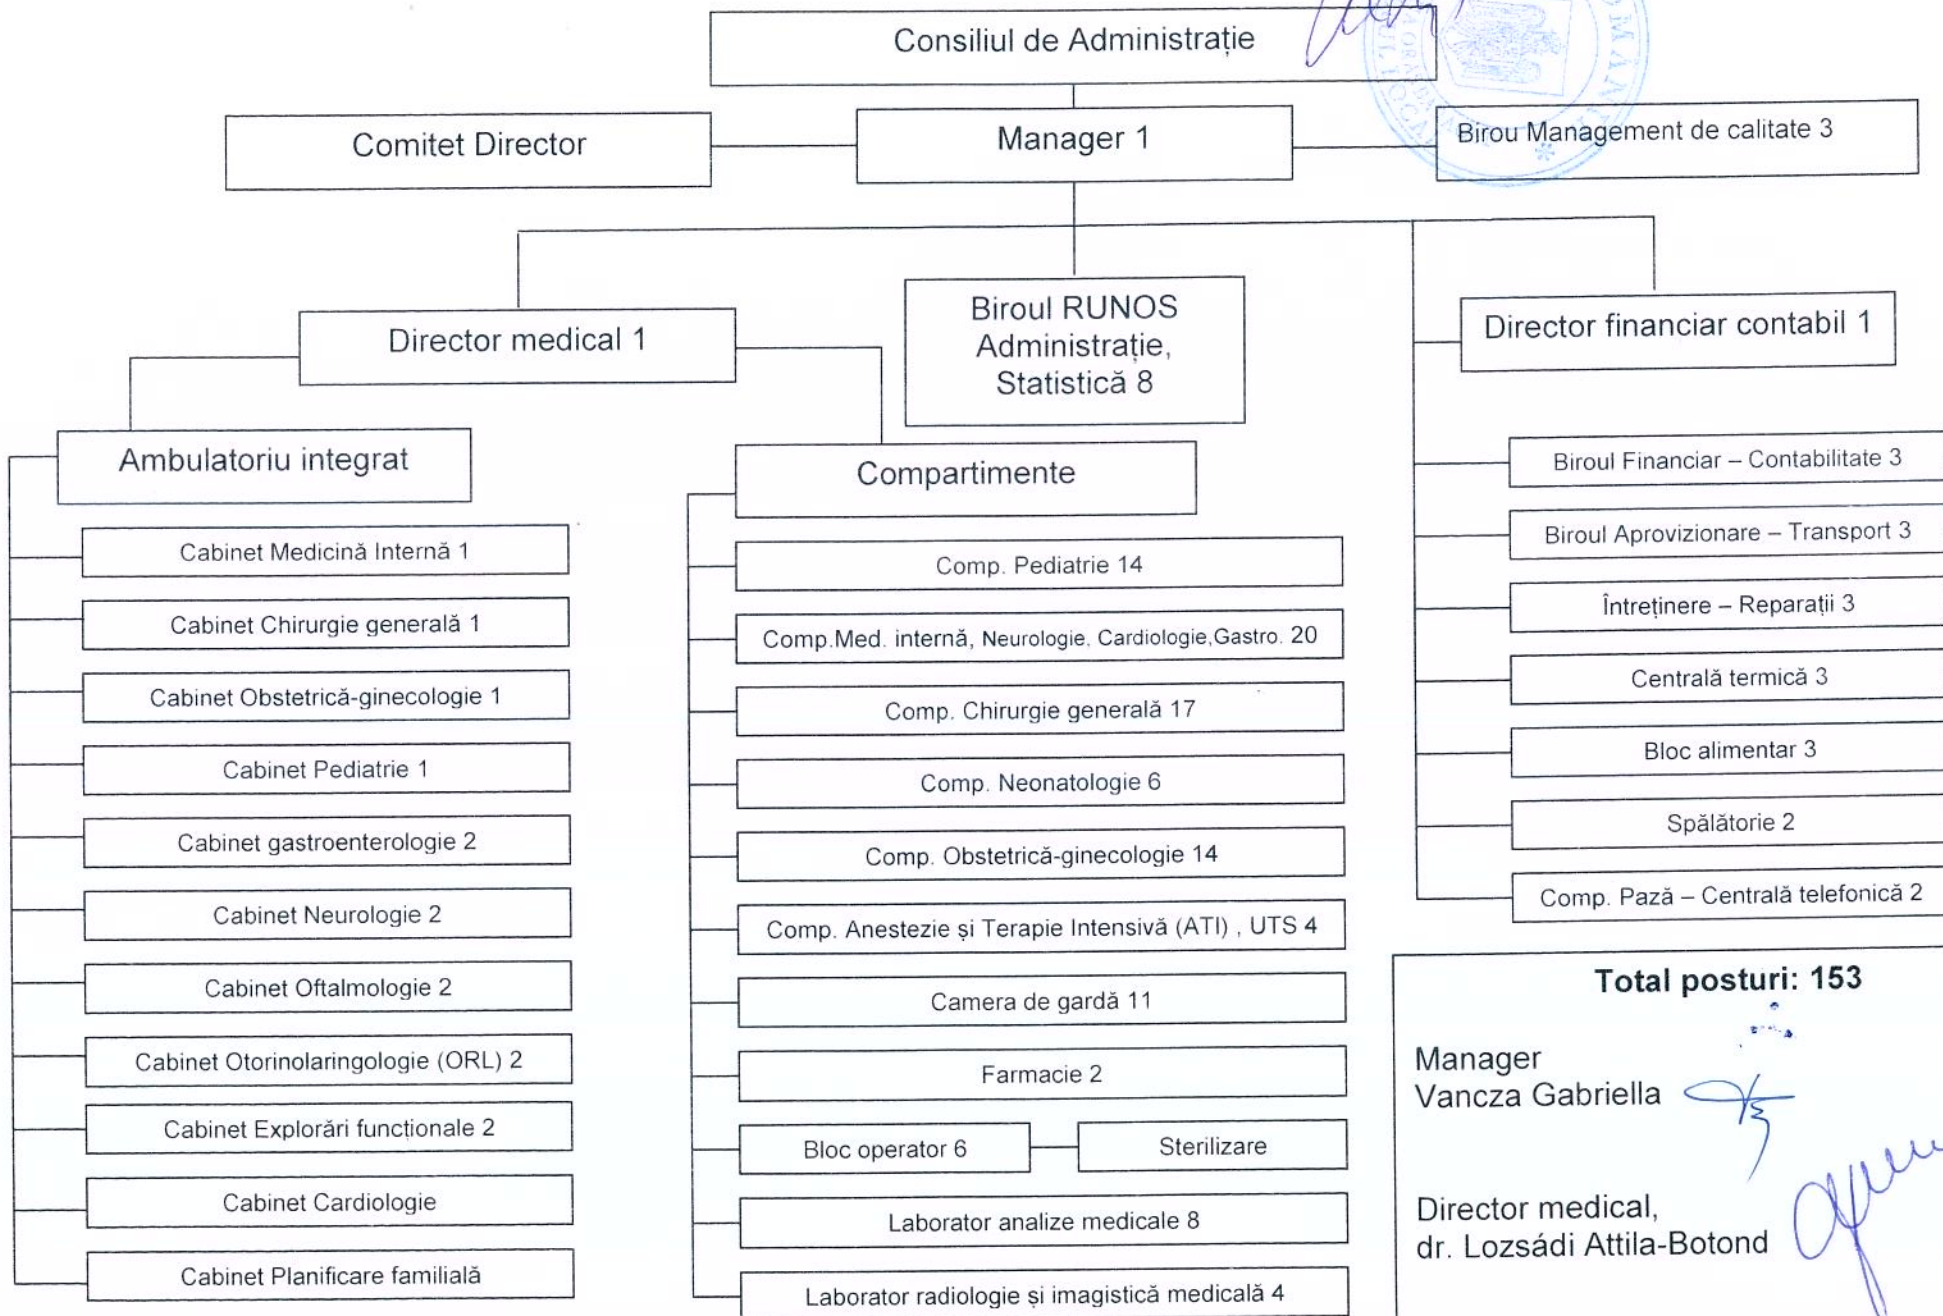 Consiliul de Administrație
Comitet Director
Manager 1
Birou Management de calitate 3
Director medical 1
Biroul RUNOS
Administrație,
Statistică 8
Director financiar contabil 1
Ambulatoriu integrat
Cabinet Medicină Internă 1
Cabinet Chirurgie generală 1
Cabinet Obstetrică-ginecologie 1
Cabinet Pediatrie 1
Cabinet gastroenterologie 2
Cabinet Neurologie 2
Cabinet Oftalmologie 2
Cabinet Otorinolaringologie (ORL) 2
Cabinet Explorări funcționale 2
Cabinet Cardiologie
Cabinet Planificare familială
Compartimente
Comp. Pediatrie 14
Comp.Med. internă, Neurologie, Cardiologie,Gastro. 20
Comp. Chirurgie generală 17
Comp. Neonatologie 6
Comp. Obstetrică-ginecologie 14
Comp. Anestezie și Terapie Intensivă (ATI) , UTS 4
Camera de gardă 11
Farmacie 2
Bloc operator 6
Sterilizare
Laborator analize medicale 8
Laborator radiologie și imagistică medicală 4
Biroul Financiar – Contabilitate 3
Biroul Aprovizionare – Transport 3
Întreținere – Reparații 3
Centrală termică 3
Bloc alimentar 3
Spălătorie 2
Comp. Pază – Centrală telefonică 2
Total posturi: 153
Manager
Vancza Gabriella
Director medical,
dr. Lozsádi Attila-Botond